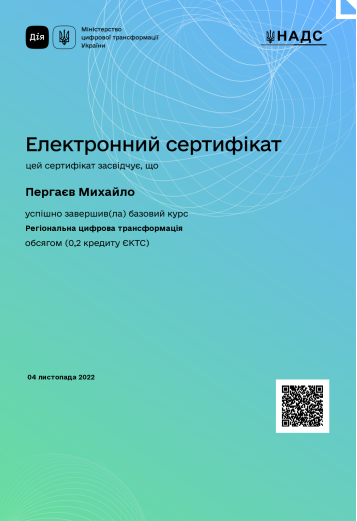 Дія
Міністерство
цифрової трансформації
України
НАДС
Електронний сертифікат
цей сертифікат засвідчує, що
Пергаєв Михайло
успішно завершив(ла) базовий курс
Регіональна цифрова трансформація
обсягом (0,2 кредиту ЄКТС)
04 листопада 2022